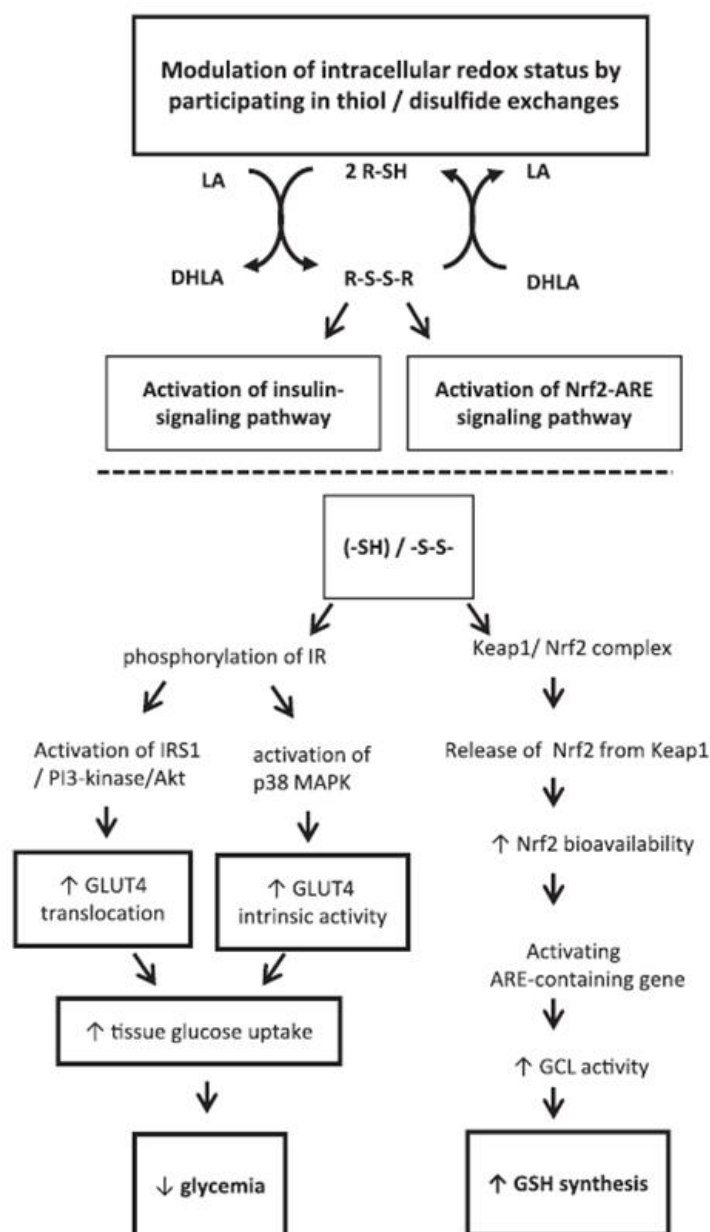 Modulation of intracellular redox status by
participating in thiol / disulfide exchanges
LA
2 R-SH
LA
DHLA
R-S-S-R
DHLA
Activation of insulin-
signaling pathway
Activation of Nrf2-ARE
signaling pathway
(-SH) / -S-S-
phosphorylation of IR
Keap1/ Nrf2 complex
Activation of IRS1
/ PI3-kinase/Akt
activation of
p38 MAPK
Release of Nrf2 from Keap1
↑ Nrf2 bioavailability
↑ GLUT4
translocation
↑ GLUT4
intrinsic activity
Activating
ARE-containing gene
↑ tissue glucose uptake
↑ GCL activity
↓ glycemia
↑ GSH synthesis